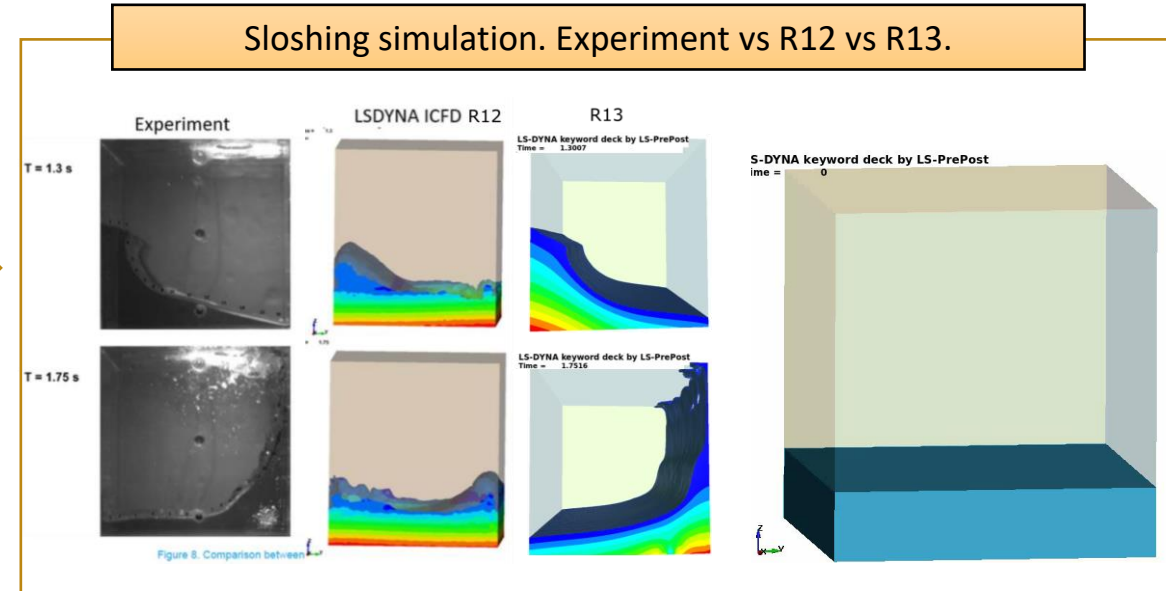 Sloshing simulation. Experiment vs R12 vs R13.
Experiment
LSDYNA ICFD R12
R13
T = 1.3 s
LS-DYNA keyword deck by LS-PrePost
Time = 1.3007
S-DYNA keyword deck by LS-PrePost
ime = 0
T = 1.75 s
1.75
LS-DYNA keyword deck by LS-PrePost
Time = 1.7516
Figure 8. Comparison between
Z
X Y